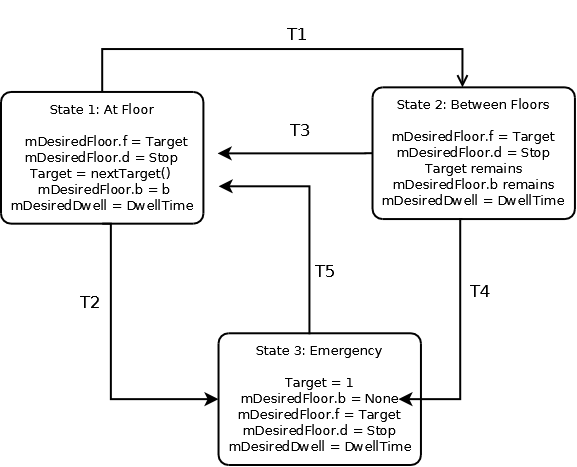 T1
State 1: At Floor
mDesiredFloor.f = Target
mDesiredFloor.d = Stop
Target = nextTarget()
mDesiredFloor.b = b
mDesiredDwell = DwellTime
State 2: Between Floors
mDesiredFloor.f = Target
mDesiredFloor.d = Stop
Target remains
mDesiredFloor.b remains
mDesiredDwell = DwellTime
T3
T2
T5
T4
State 3: Emergency
Target = 1
mDesiredFloor.b = None
mDesiredFloor.f = Target
mDesiredFloor.d = Stop
mDesiredDwell = DwellTime